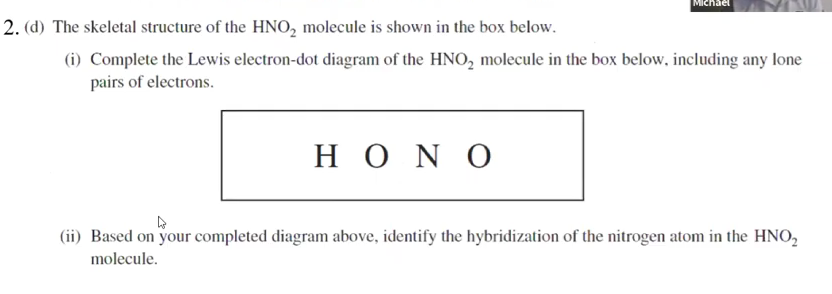 Michael
2. (d) The skeletal structure of the HNO₂ molecule is shown in the box below.
(i) Complete the Lewis electron-dot diagram of the HNO₂ molecule in the box below, including any lone
pairs of electrons.
H O N O
(ii) Based on your completed diagram above, identify the hybridization of the nitrogen atom in the HNO₂
molecule.